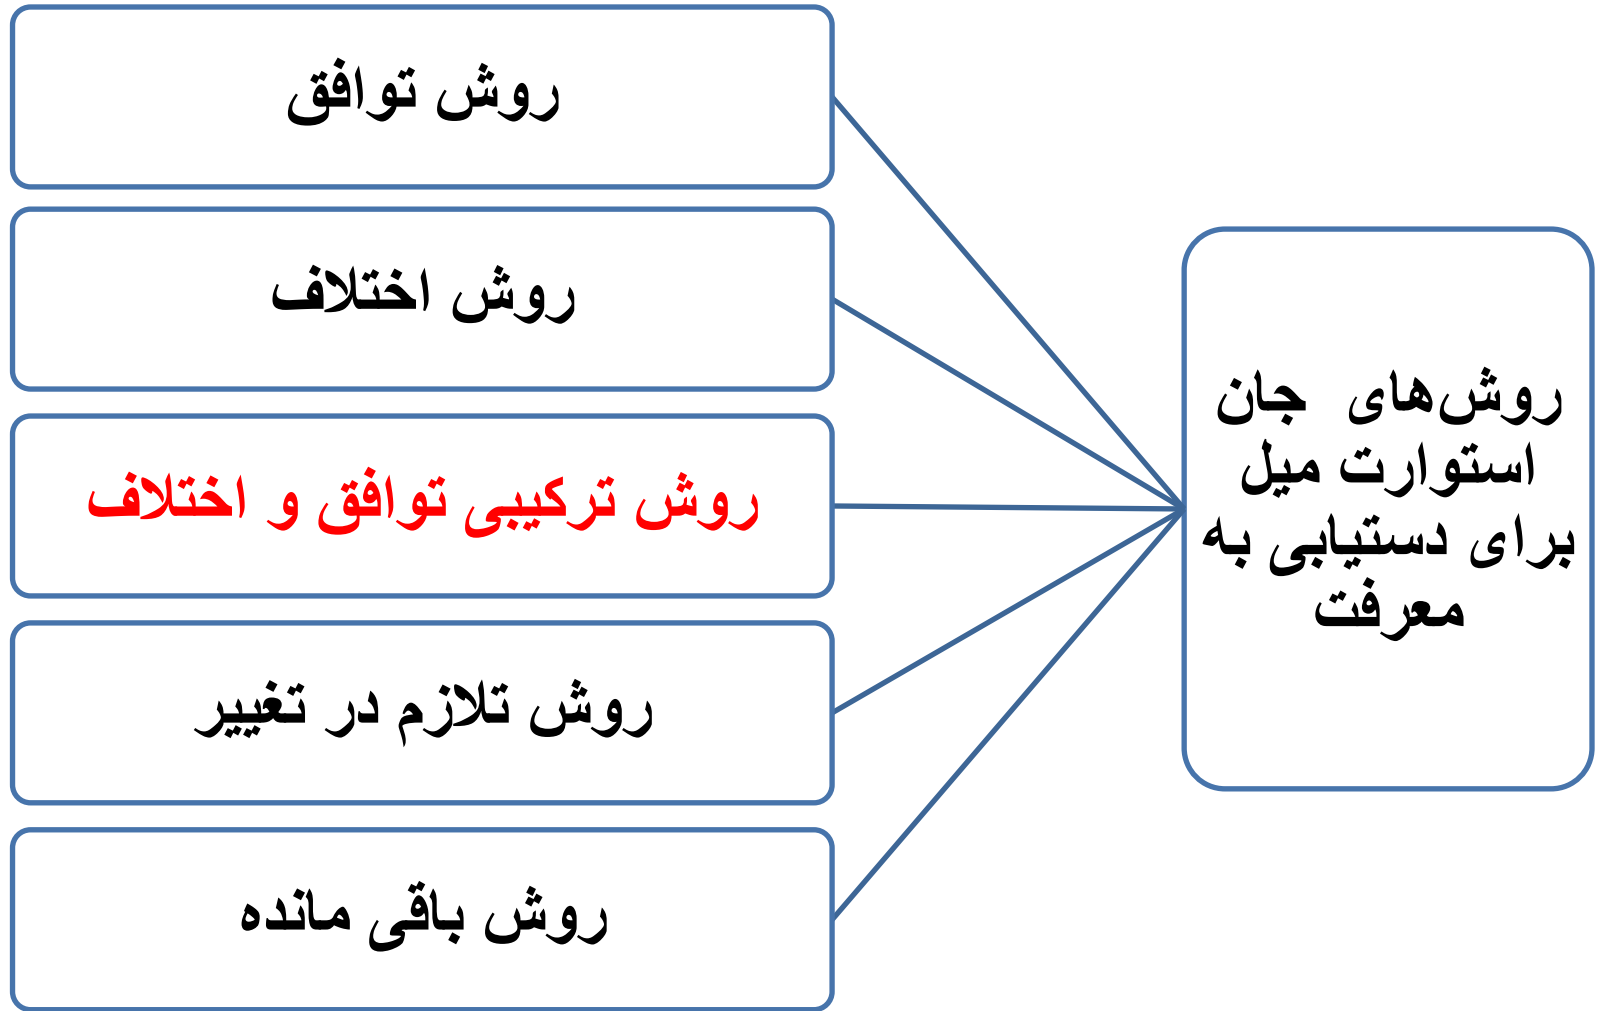 روش‌های جان
استوارت میل
برای دستیابی به
معرفت
روش توافق
روش اختلاف
روش ترکیبی توافق و اختلاف
روش تلازم در تغییر
روش باقی مانده